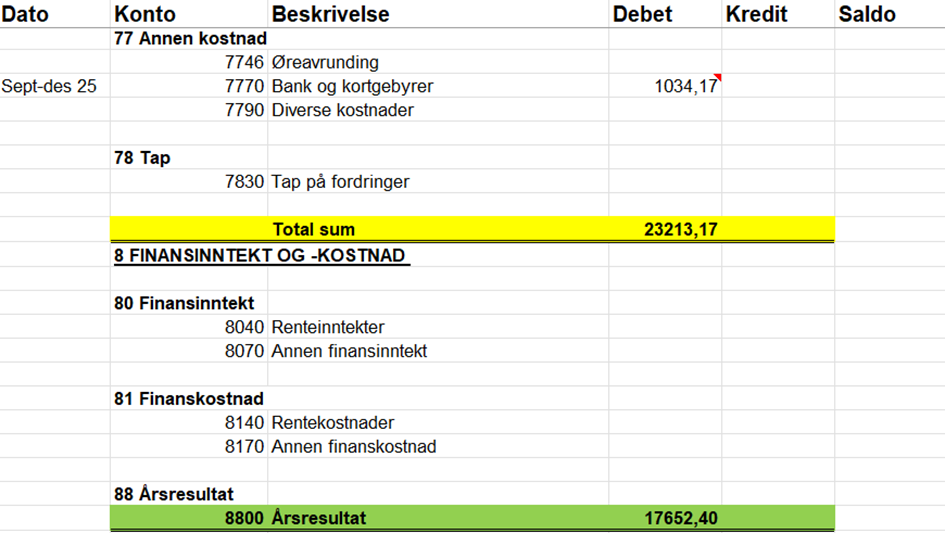 Dato Konto Beskrivelse Debet Kredit Saldo
77 Annen kostnad
7746 Øreavrunding
Sept-des 25 7770 Bank og kortgebyrer 1034,17
7790 Diverse kostnader
78 Tap
7830 Tap på fordringer
Total sum 23213,17
8 FINANSINNTEKT OG -KOSTNAD
80 Finansinntekt
8040 Renteinntekter
8070 Annen finansinntekt
81 Finanskostnad
8140 Rentekostnader
8170 Annen finanskostnad
88 Årsresultat
8800 Årsresultat 17652,40